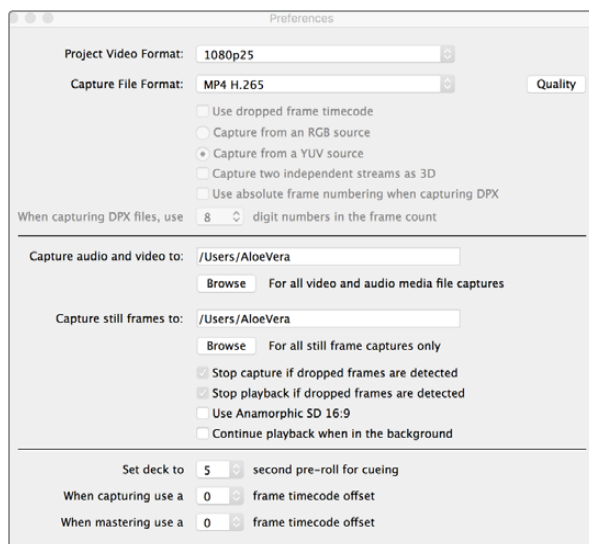 Preferences
Project Video Format: 1080p25
Capture File Format: MP4 H.265 Quality
Use dropped frame timecode
Capture from an RGB source
Capture from a YUV source
Capture two independent streams as 3D
Use absolute frame numbering when capturing DPX
When capturing DPX files, use 8 digit numbers in the frame count
Capture audio and video to: /Users/AloeVera
Browse For all video and audio media file captures
Capture still frames to: /Users/AloeVera
Browse For all still frame captures only
Stop capture if dropped frames are detected
Stop playback if dropped frames are detected
Use Anamorphic SD 16:9
Continue playback when in the background
Set deck to 5 second pre-roll for cueing
When capturing use a 0 frame timecode offset
When mastering use a 0 frame timecode offset